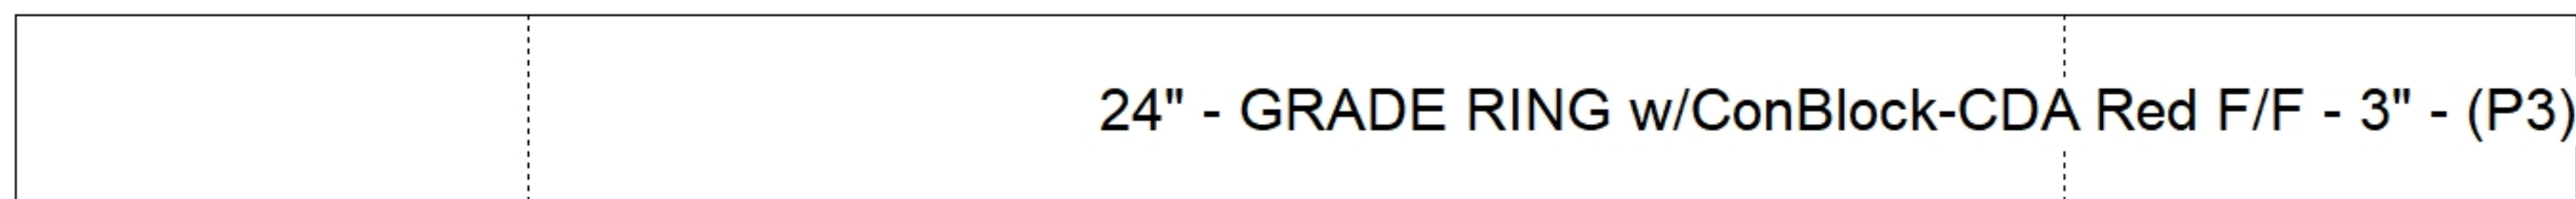 24" - GRADE RING w/ConBlock-CDA Red F/F - 3" - (P3)